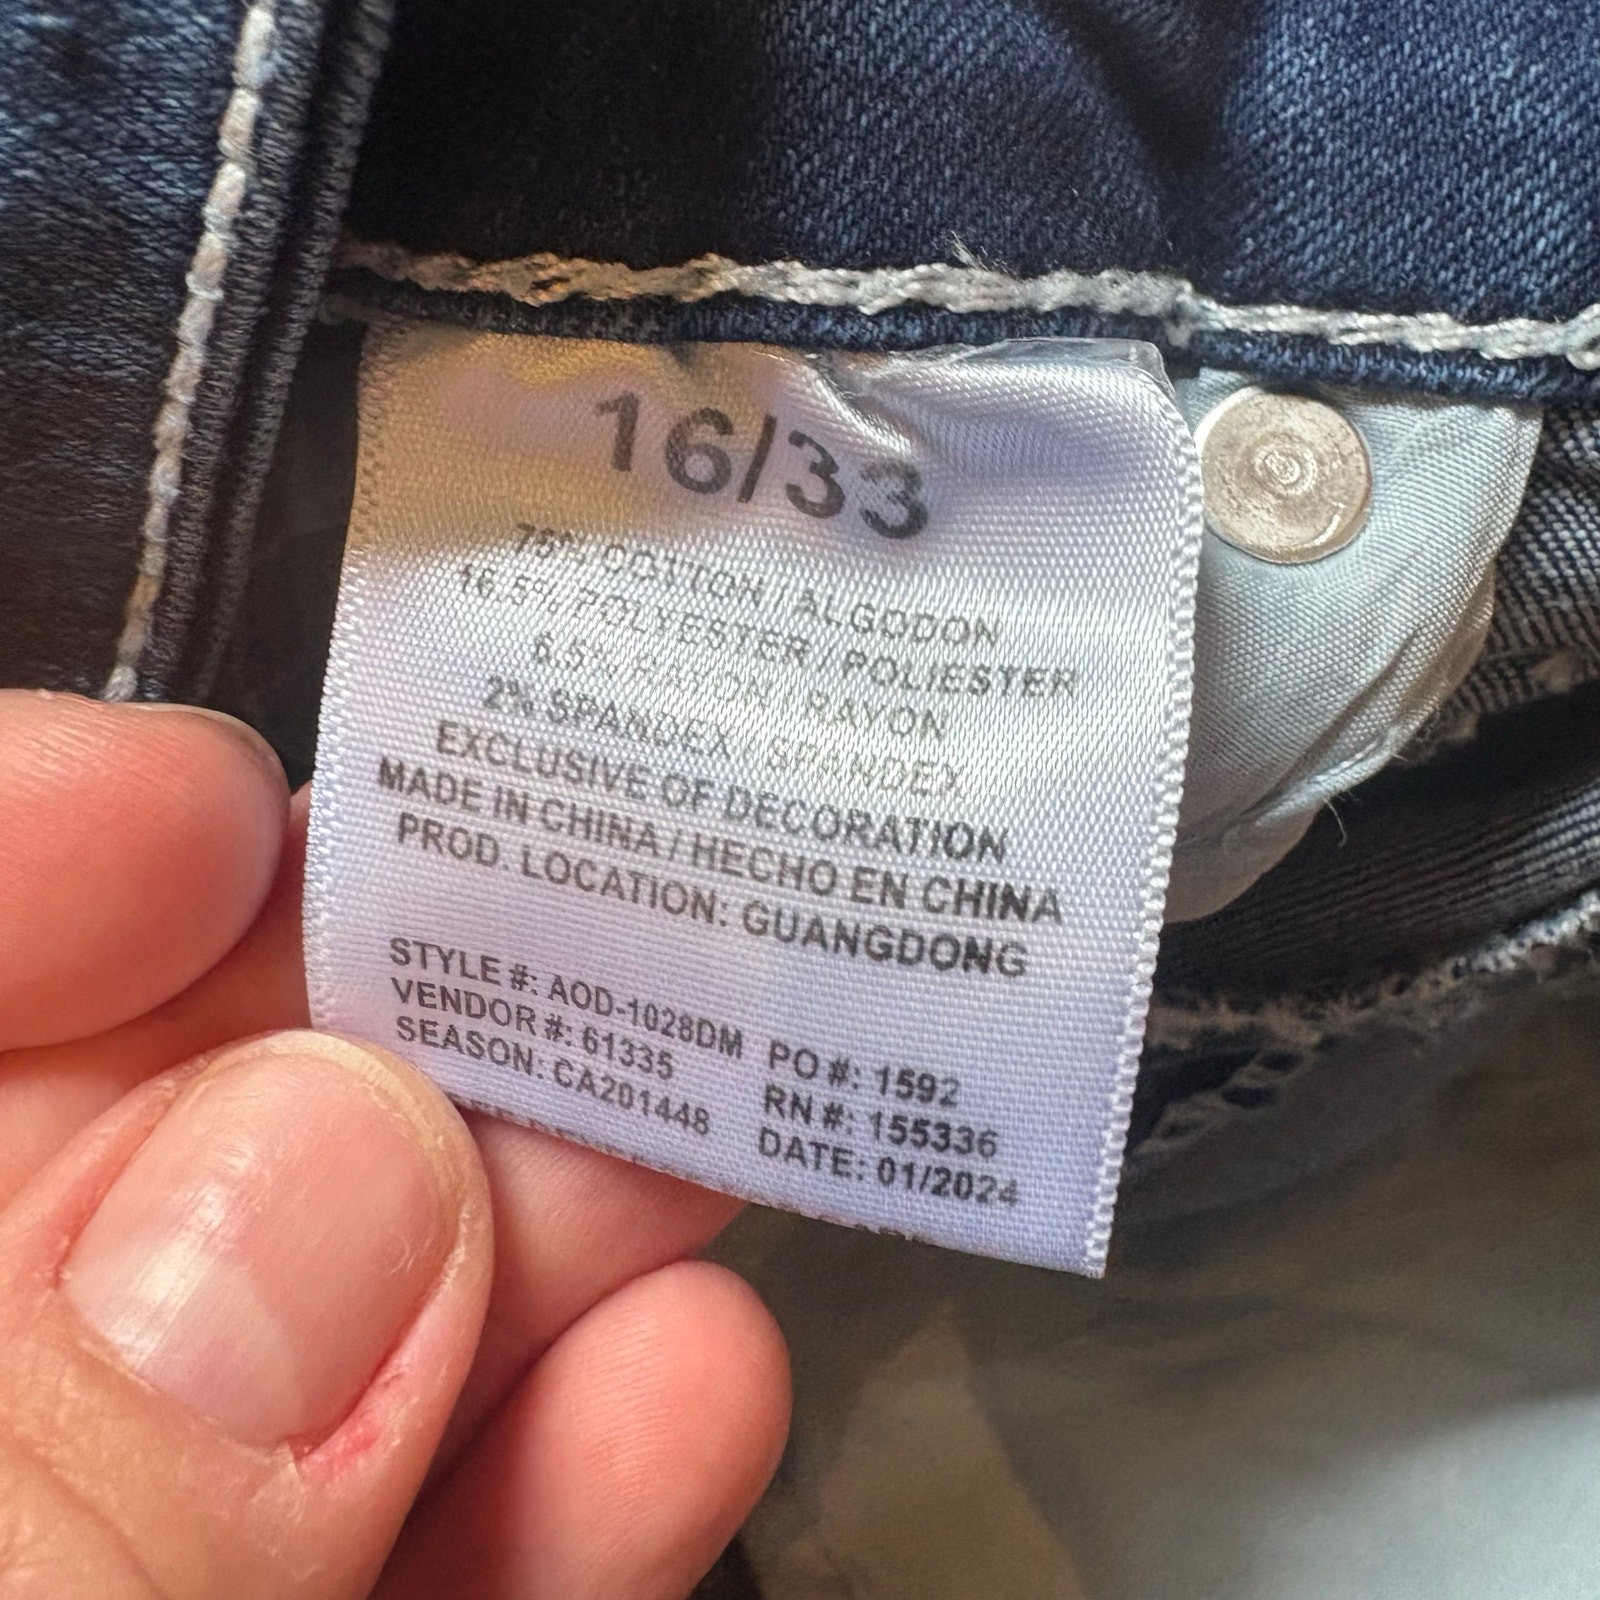 16/33
75% COTTON / ALGODON
16.5% POLYESTER / POLIESTER
6.5% RAYON / RAYON
2% SPANDEX / SPANDEX
EXCLUSIVE OF DECORATION
MADE IN CHINA / HECHO EN CHINA
PROD. LOCATION: GUANGDONG
STYLE #: AOD-1028DM
VENDOR #: 61335
SEASON: CA201448
PO #: 1592
RN #: 155336
DATE: 01/2024